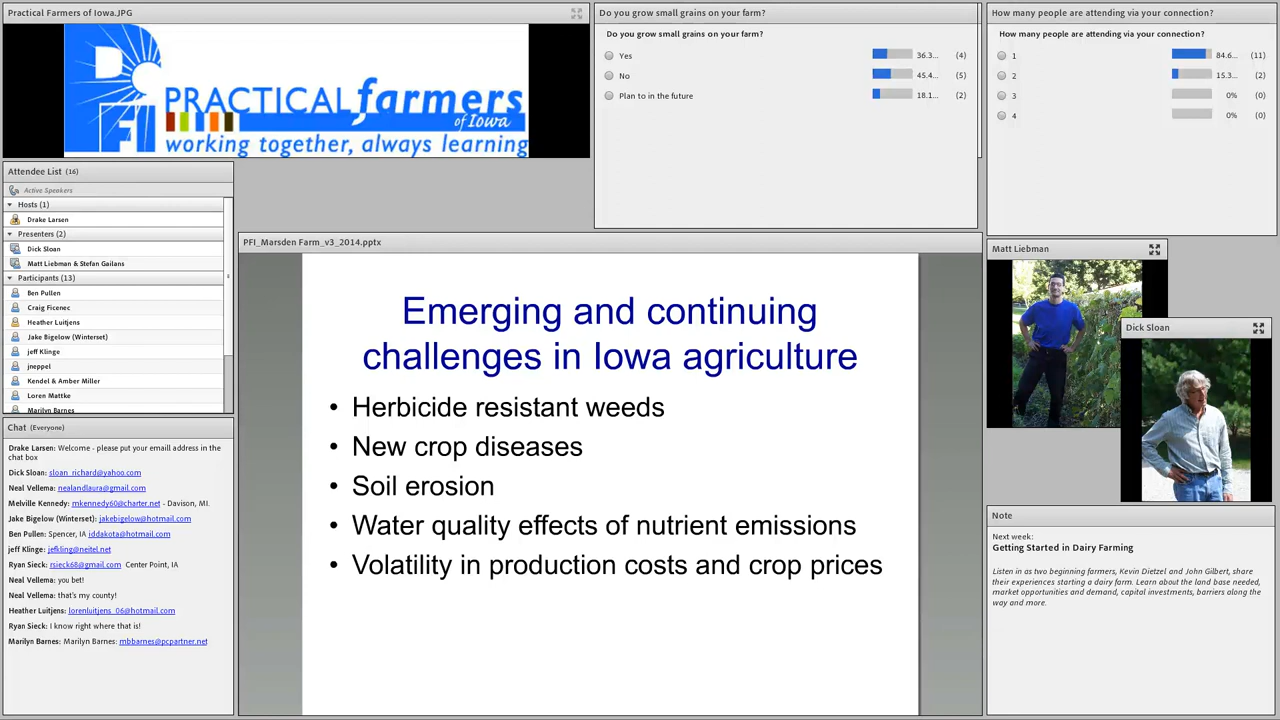 Practical Farmers of Iowa.JPG
PRACTICAL farmers
of Iowa
working together, always learning
Do you grow small grains on your farm?
Do you grow small grains on your farm?
Yes 36.3... (4)
No 45.4... (5)
Plan to in the future 18.1... (2)
How many people are attending via your connection?
How many people are attending via your connection?
1 84.6... (11)
2 15.3... (2)
3 0% (0)
4 0% (0)
Attendee List (16)
Active Speakers
Hosts (1)
Drake Larsen
Presenters (2)
Dick Sloan
Matt Liebman & Stefan Gailans
Participants (13)
Ben Pullen
Craig Ficenec
Heather Luitjens
Jake Bigelow (Winterset)
jeff Klinge
jneppel
Kendel & Amber Miller
Loren Mattke
Marilyn Barnes
Chat (Everyone)
Drake Larsen: Welcome - please put your emaill address in the
chat box
Dick Sloan: sloan_richard@yahoo.com
Neal Vellema: nealandlaura@gmail.com
Melville Kennedy: mkennedy60@charter.net - Davison, MI.
Jake Bigelow (Winterset): jakebigelow@hotmail.com
Ben Pullen: Spencer, IA iddakota@hotmail.com
jeff Klinge: jefkling@neitel.net
Ryan Sieck: rsieck68@gmail.com Center Point, IA
Neal Vellema: you bet!
Neal Vellema: that's my county!
Heather Luitjens: lorenluitjens_06@hotmail.com
Ryan Sieck: I know right where that is!
Marilyn Barnes: Marilyn Barnes: mbbarnes@pcpartner.net
PFI_Marsden Farm_v3_2014.pptx
Emerging and continuing
challenges in Iowa agriculture
• Herbicide resistant weeds
• New crop diseases
• Soil erosion
• Water quality effects of nutrient emissions
• Volatility in production costs and crop prices
Matt Liebman
Dick Sloan
Note
Next week:
Getting Started in Dairy Farming
Listen in as two beginning farmers, Kevin Dietzel and John Gilbert, share
their experiences starting a dairy farm. Learn about the land base needed,
market opportunities and demand, capital investments, barriers along the
way and more.